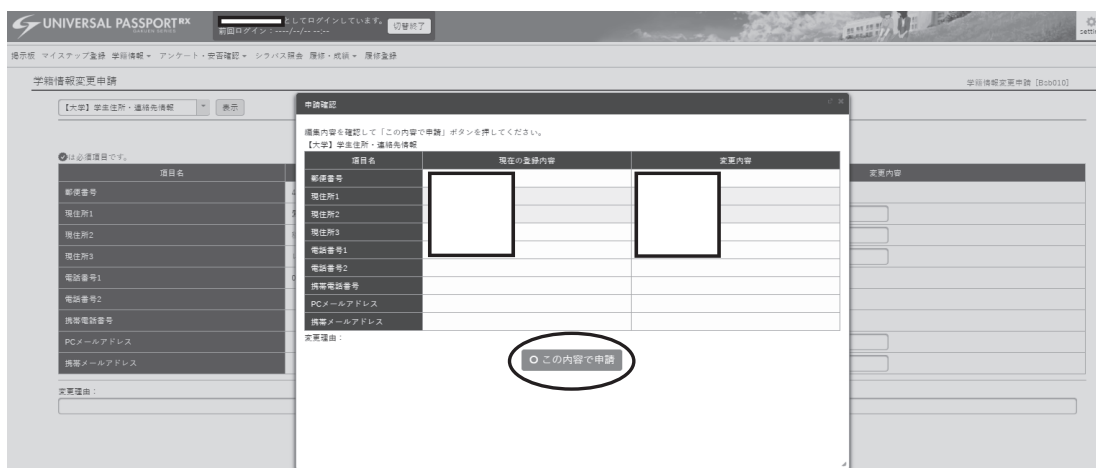 UNIVERSAL PASSPORT RX
GAKUEN SERIES
としてログインしています。
前回ログイン：----/--/-- --:--
切替終了
掲示板 マイステップ登録 学籍情報 アンケート・安否確認 シラバス照会 履修・成績 履修登録
学籍情報変更申請
学籍情報変更申請 [Bsb010]
【大学】学生住所・連絡先情報
表示
は必須項目です。
項目名
変更内容
郵便番号
現住所1
現住所2
現住所3
電話番号1
電話番号2
携帯電話番号
PCメールアドレス
携帯メールアドレス
変更理由：
申請確認
編集内容を確認して「この内容で申請」ボタンを押してください。
【大学】学生住所・連絡先情報
項目名 現在の登録内容 変更内容
郵便番号
現住所1
現住所2
現住所3
電話番号1
電話番号2
携帯電話番号
PCメールアドレス
携帯メールアドレス
変更理由：
この内容で申請